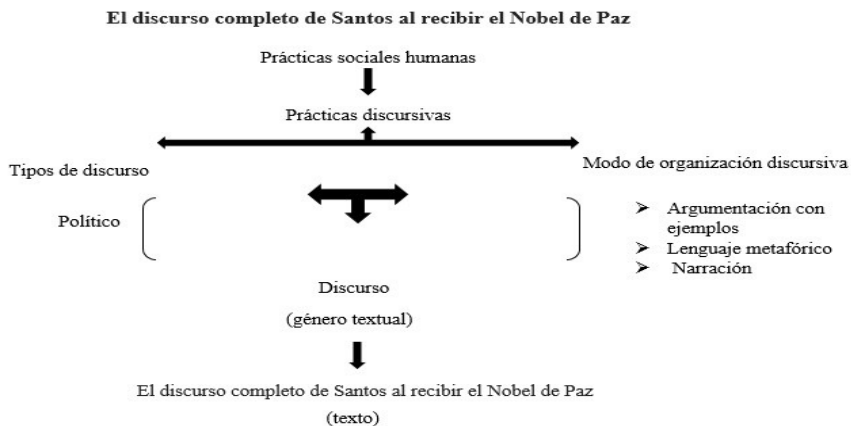 El discurso completo de Santos al recibir el Nobel de Paz
Prácticas sociales humanas
Prácticas discursivas
Tipos de discurso
Modo de organización discursiva
Político
➤ Argumentación con
ejemplos
➤ Lenguaje metafórico
➤ Narración
Discurso
(género textual)
El discurso completo de Santos al recibir el Nobel de Paz
(texto)